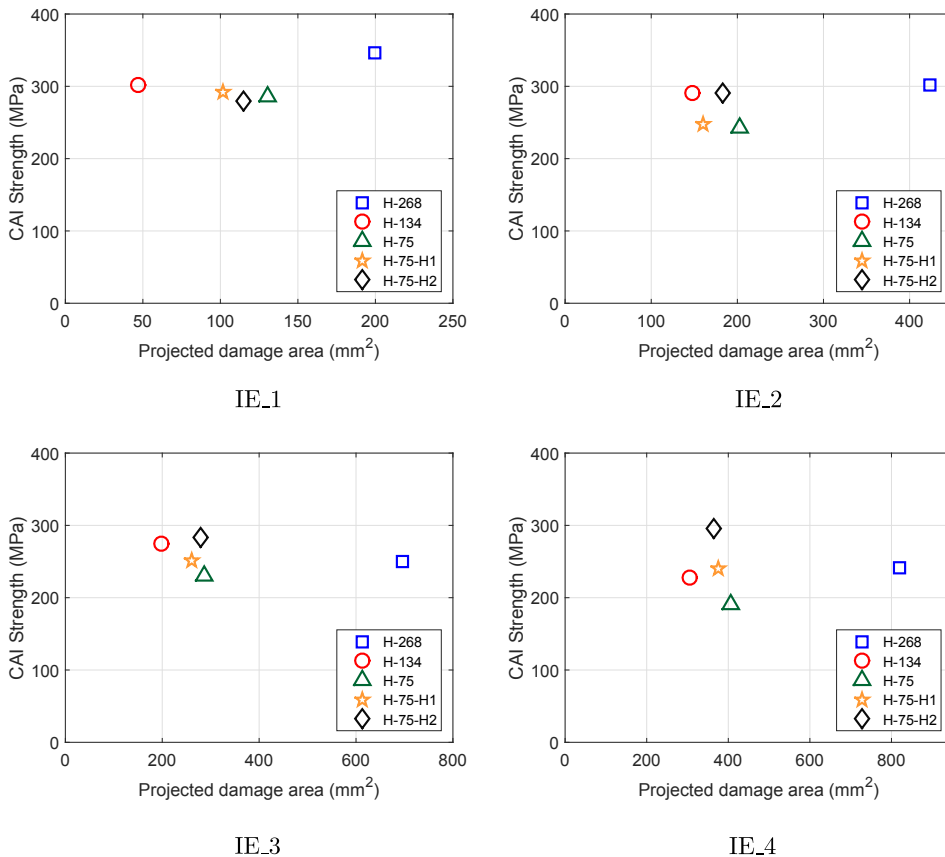 400
300
200
100
0
CAI Strength (MPa)
H-268
H-134
H-75
H-75-H1
H-75-H2
0 50 100 150 200 250
Projected damage area (mm²)
IE_1
400
300
200
100
0
CAI Strength (MPa)
H-268
H-134
H-75
H-75-H1
H-75-H2
0 100 200 300 400
Projected damage area (mm²)
IE_2
400
300
200
100
0
CAI Strength (MPa)
H-268
H-134
H-75
H-75-H1
H-75-H2
0 200 400 600 800
Projected damage area (mm²)
IE_3
400
300
200
100
0
CAI Strength (MPa)
H-268
H-134
H-75
H-75-H1
H-75-H2
0 200 400 600 800
Projected damage area (mm²)
IE_4